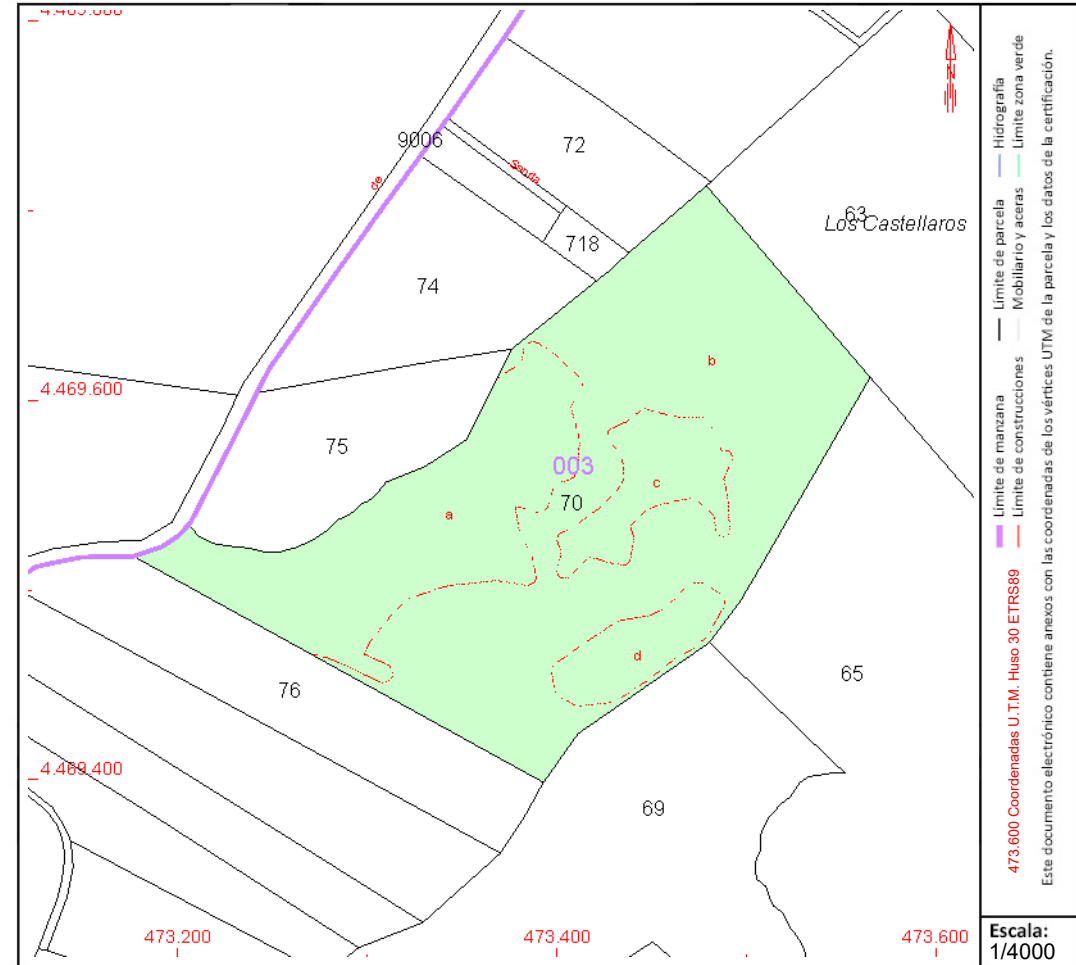 4.469.800
9006
72
de
Senda
63
Los Castellaros
718
74
b
4.469.600
75
003
c
70
a
d
76
65
4.469.400
69
473.200
473.400
473.600
N
Límite de manzana
Límite de parcela
Hidrografía
Límite de construcciones
Mobiliario y aceras
Límite zona verde
473.600 Coordenadas U.T.M. Huso 30 ETRS89
Este documento electrónico contiene anexos con las coordenadas de los vértices UTM de la parcela y los datos de la certificación.
Escala:
1/4000